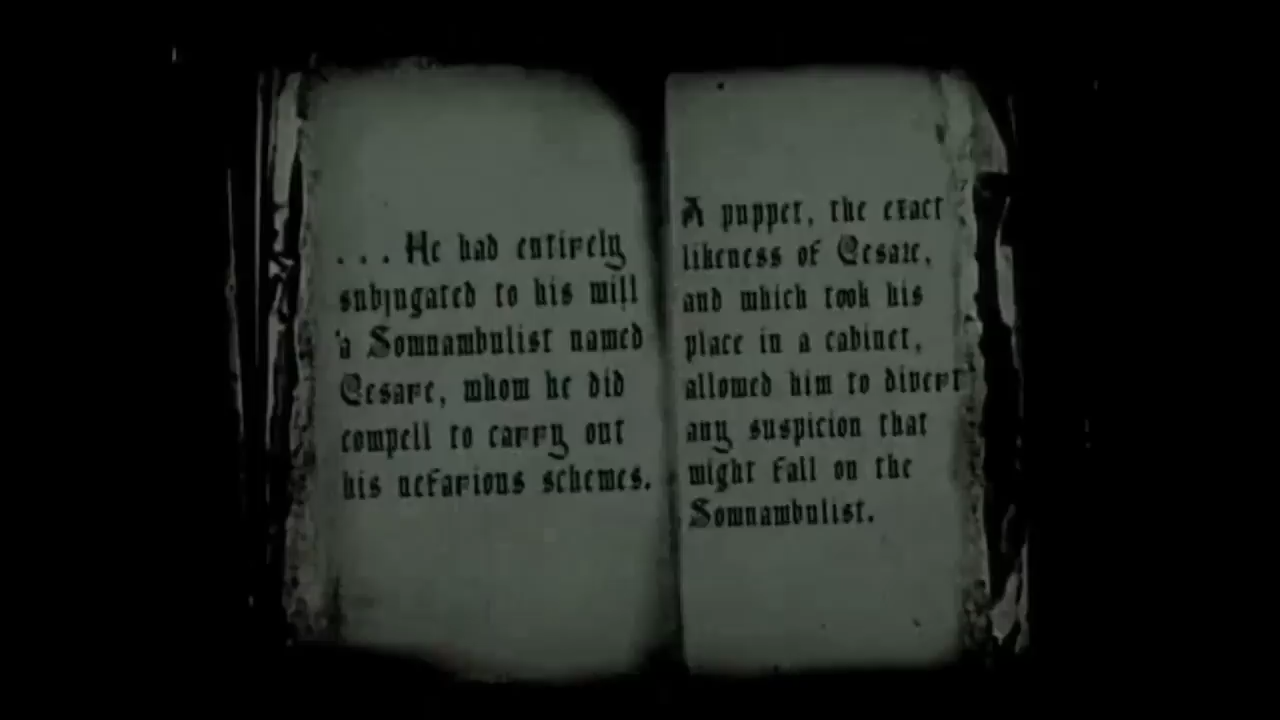 . . . He had entirely
subjugated to his will
a Somnambulist named
Cesare, whom he did
compell to carry out
his nefarious schemes.
A puppet, the exact
likeness of Cesare,
and which took his
place in a cabinet,
allowed him to divert
any suspicion that
might fall on the
Somnambulist.